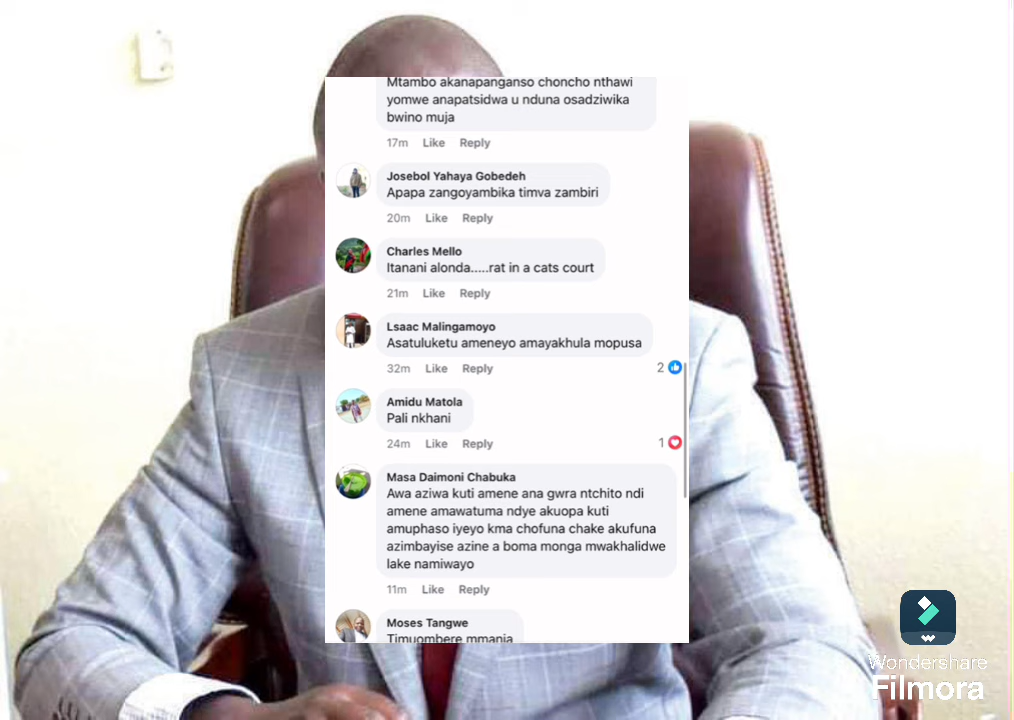 Mtambo akanapanganso choncho nthawi
yomwe anapatsidwa u nduna osadziwika
bwino muja
17m Like Reply
Josebol Yahaya Gobedeh
Apapa zangoyambika timva zambiri
20m Like Reply
Charles Mello
Itanani alonda.....rat in a cats court
21m Like Reply
Lsaac Malingamoyo
Asatuluketu ameneyo amayakhula mopusa
32m Like Reply 2
Amidu Matola
Pali nkhani
24m Like Reply 1
Masa Daimoni Chabuka
Awa aziwa kuti amene ana gwra ntchito ndi
amene amawatuma ndye akuopa kuti
amuphaso iyeyo kma chofuna chake akufuna
azimbayise azine a boma monga mwakhalidwe
lake namiwayo
11m Like Reply
Moses Tangwe
Timuombere mmanja
Wondershare
Filmora